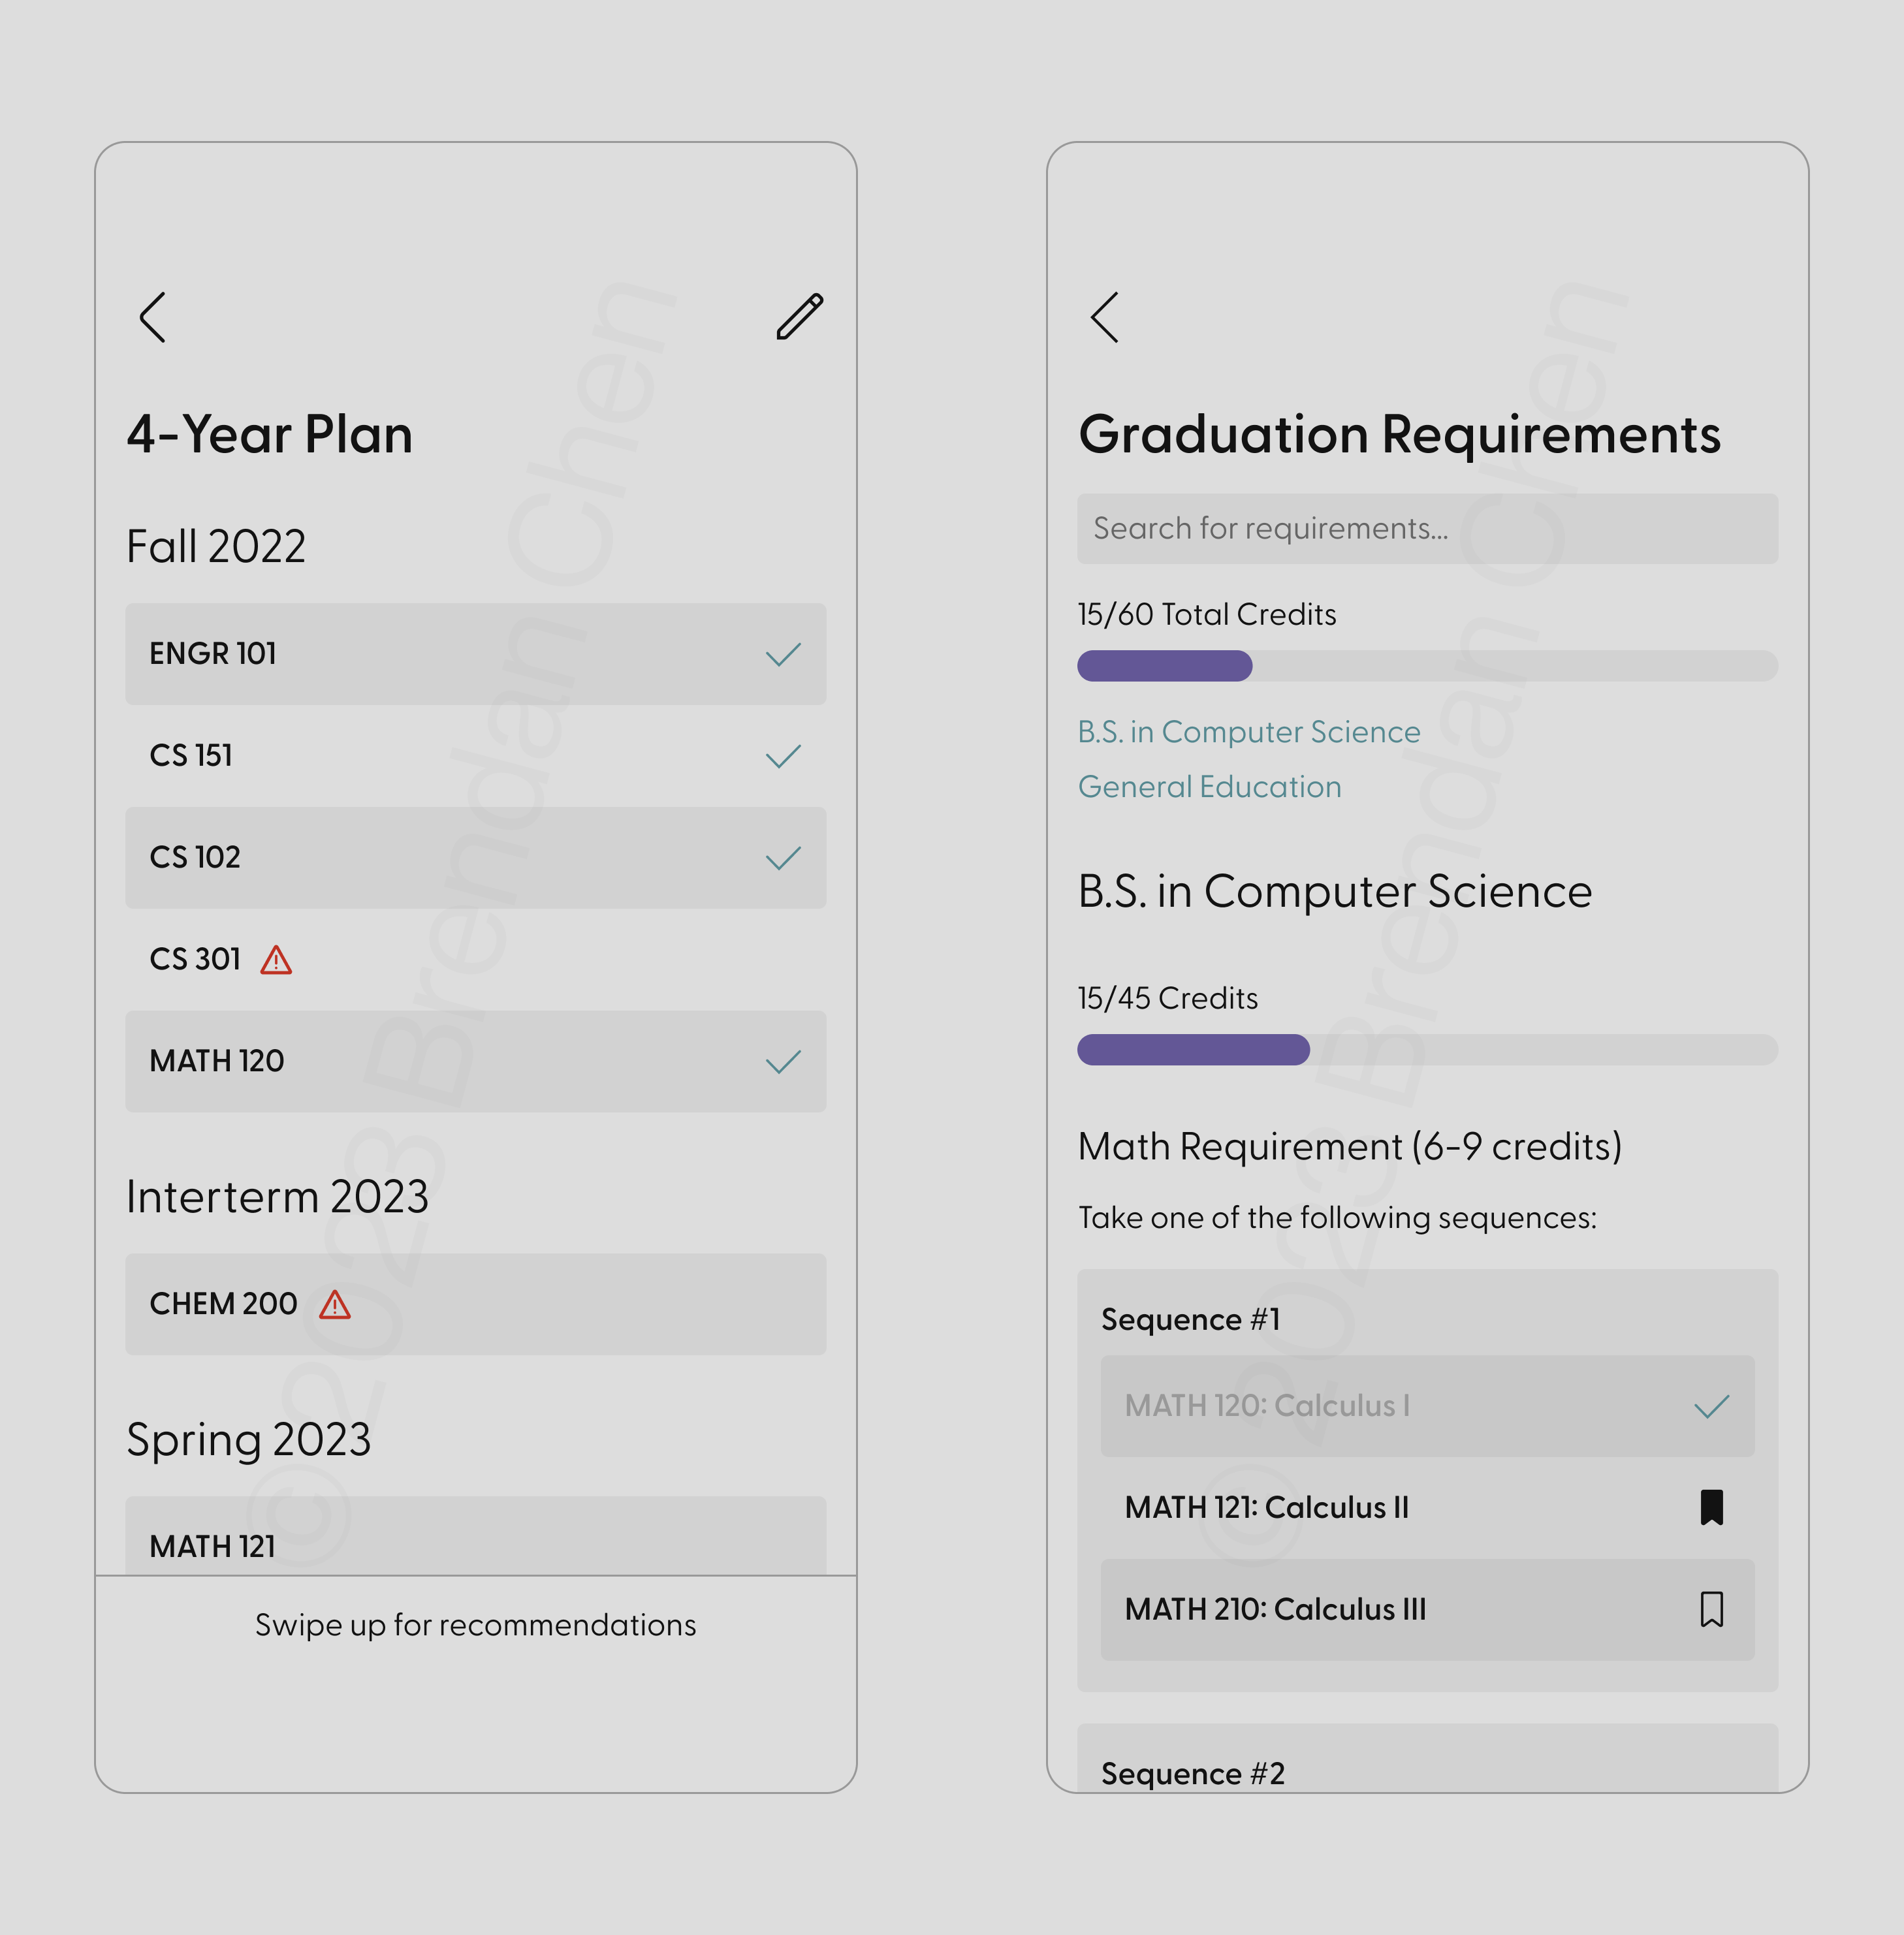 4-Year Plan
Fall 2022
ENGR 101
CS 151
CS 102
CS 301
MATH 120
Interterm 2023
CHEM 200
Spring 2023
MATH 121
Swipe up for recommendations
© 2023 Brendan Chen
Graduation Requirements
Search for requirements...
15/60 Total Credits
B.S. in Computer Science
General Education
B.S. in Computer Science
15/45 Credits
Math Requirement (6-9 credits)
Take one of the following sequences:
Sequence #1
MATH 120: Calculus I
MATH 121: Calculus II
MATH 210: Calculus III
Sequence #2
© 2023 Brendan Chen